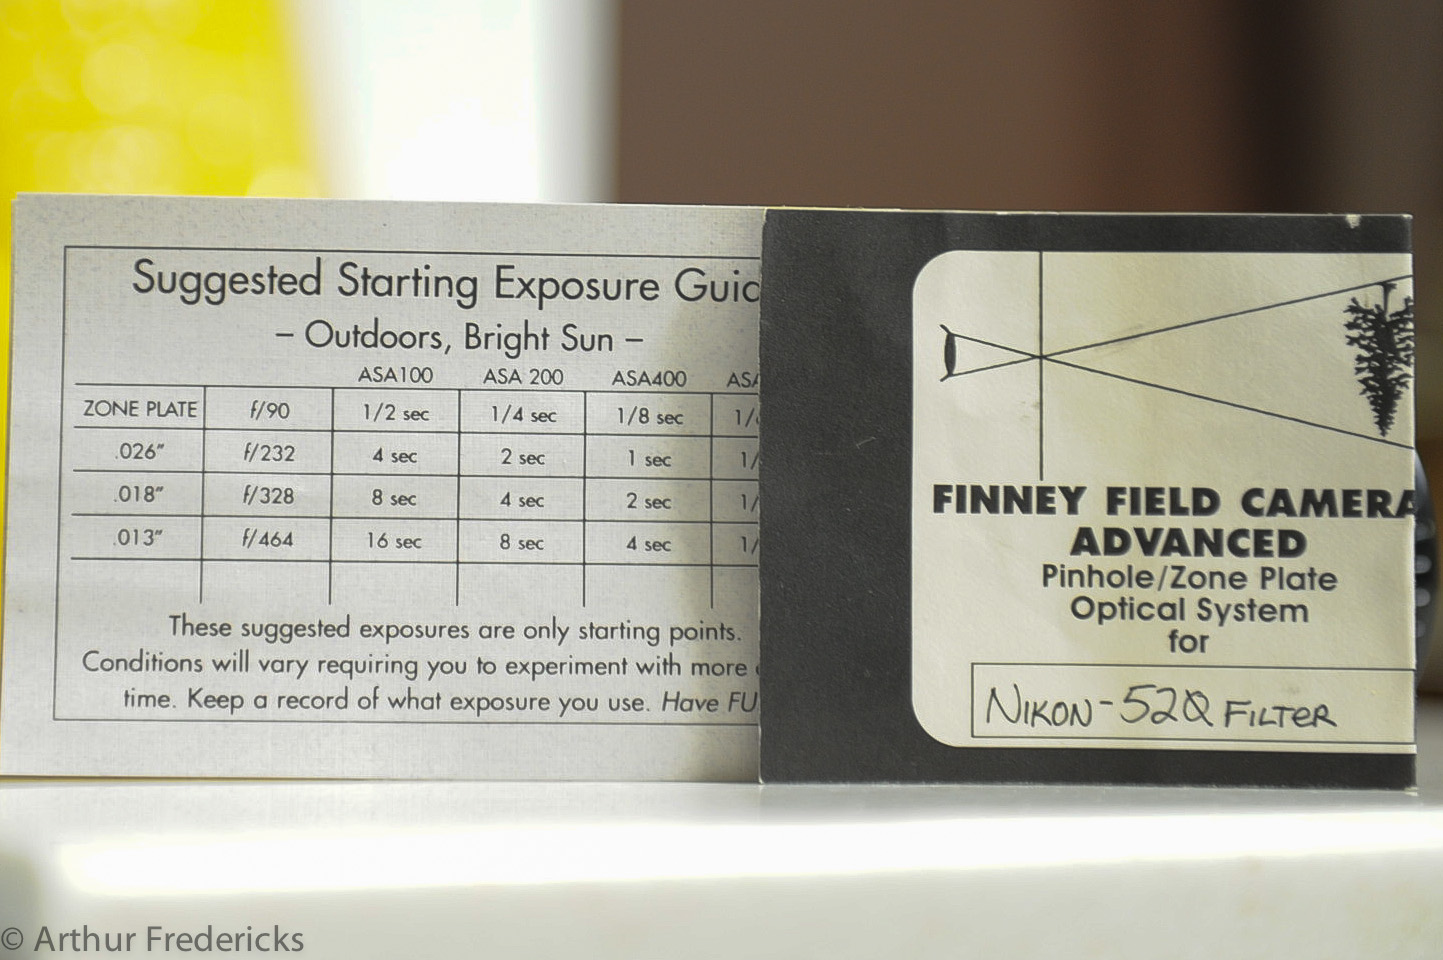 Suggested Starting Exposure
– Outdoors, Bright Sun –
ASA100 ASA 200 ASA400
ZONE PLATE f/90 1/2 sec 1/4 sec 1/8 sec
.026" f/232 4 sec 2 sec 1 sec
.018" f/328 8 sec 4 sec 2 sec
.013" f/464 16 sec 8 sec 4 sec
These suggested exposures are only starting points.
Conditions will vary requiring you to experiment with more
time. Keep a record of what exposure you use. Have
FINNEY FIELD CAMERA
ADVANCED
Pinhole/Zone Plate
Optical System
for
NIKON-52Q FILTER
© Arthur Fredericks